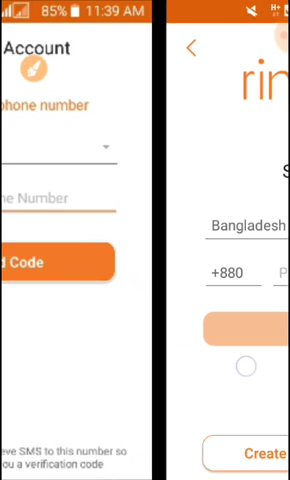 85% 11:39 AM
Account
phone number
ne Number
d Code
eve SMS to this number so
ou a verification code
H+
rin
S
Bangladesh
+880 P
Create